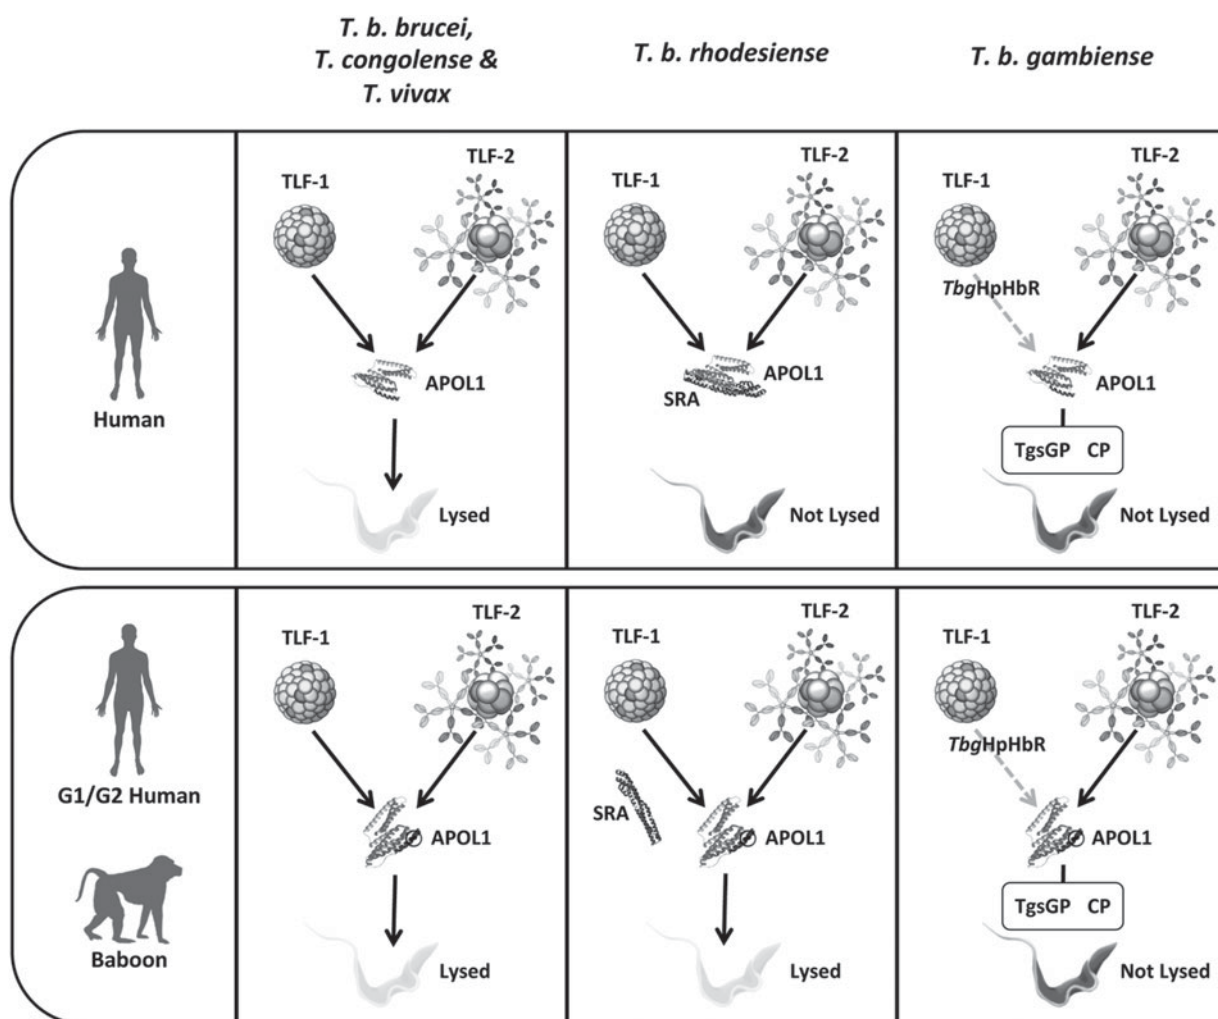 T. b. brucei,
T. congolense &
T. vivax
T. b. rhodesiense
T. b. gambiense
Human
TLF-1
TLF-2
APOL1
Lysed
TLF-1
TLF-2
APOL1
SRA
Not Lysed
TLF-1
TLF-2
TbgHpHbR
APOL1
TgsGP CP
Not Lysed
G1/G2 Human
Baboon
TLF-1
TLF-2
APOL1
Lysed
TLF-1
TLF-2
SRA
APOL1
Lysed
TLF-1
TLF-2
TbgHpHbR
APOL1
TgsGP CP
Not Lysed